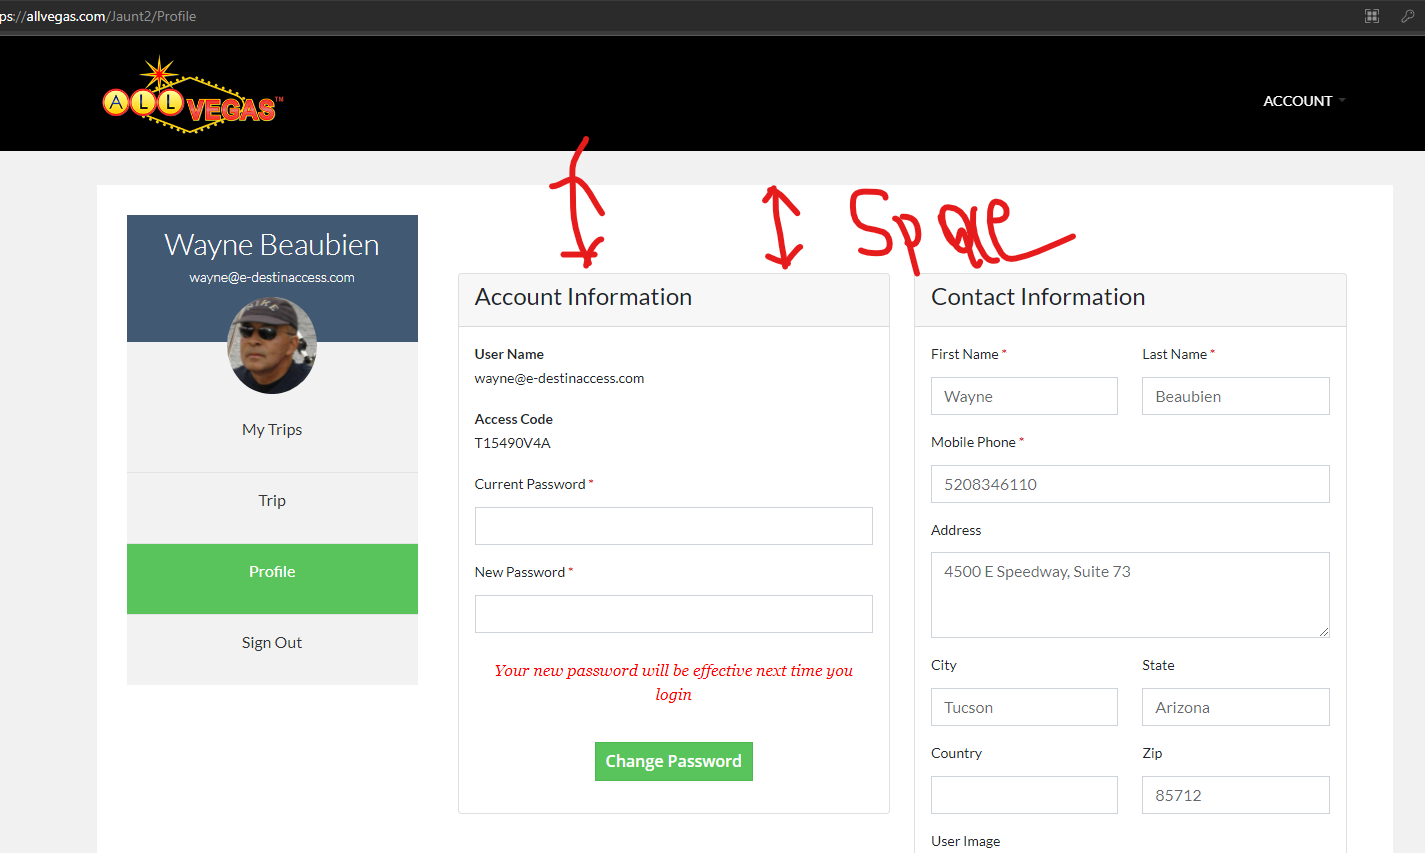 ps://allvegas.com/Jaunt2/Profile
ALL VEGAS™
ACCOUNT
Space
Wayne Beaubien
wayne@e-destinaccess.com
My Trips
Trip
Profile
Sign Out
Account Information
User Name
wayne@e-destinaccess.com
Access Code
T15490V4A
Current Password *
New Password *
Your new password will be effective next time you
login
Change Password
Contact Information
First Name * Last Name *
Wayne Beaubien
Mobile Phone *
5208346110
Address
4500 E Speedway, Suite 73
City State
Tucson Arizona
Country Zip
85712
User Image